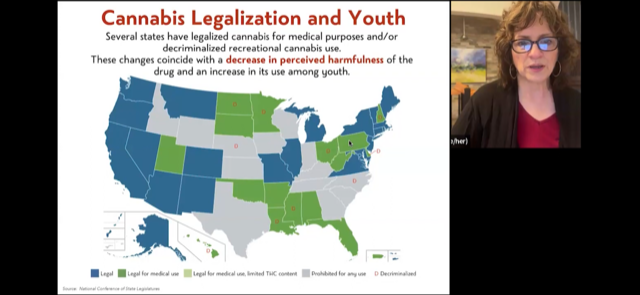 Cannabis Legalization and Youth
Several states have legalized cannabis for medical purposes and/or
decriminalized recreational cannabis use.
These changes coincide with a decrease in perceived harmfulness of the
drug and an increase in its use among youth.
Legal
Legal for medical use
Legal for medical use, limited THC content
Prohibited for any use
D Decriminalized
Source: National Conference of State Legislatures
/her)